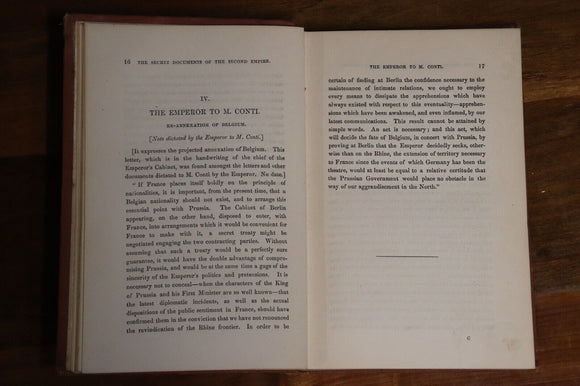 16 THE SECRET DOCUMENTS OF THE SECOND EMPIRE.
IV.
THE EMPEROR TO M. CONTI.
RE-ANNEXATION OF BELGIUM.
[Note dictated by the Emperor to M. Conti.]
[It expresses the projected annexation of Belgium. This
letter, which is in the handwriting of the chief of the
Emperor's Cabinet, was found amongst the letters and other
documents dictated to M. Conti by the Emperor. No date.]
"If France places itself boldly on the principle of
nationalities, it is important, from the present time, that a
Belgian nationality should not exist, and to arrange this
essential point with Prussia. The Cabinet of Berlin
appearing, on the other hand, disposed to enter, with
France, into arrangements which it would be convenient for
France to make with it, a secret treaty might be
negotiated engaging the two contracting parties. Without
assuming that such a treaty would be a perfectly sure
guarantee, it would have the double advantage of compro-
mising Prussia, and would be at the same time a gage of the
sincerity of the Emperor's politics and pretensions. It is
necessary not to conceal—when the characters of the King
of Prussia and his First Minister are so well known—that
the latest diplomatic incidents, as well as the actual
dispositions of the public sentiment in France, should have
confirmed them in the conviction that we have not renounced
the revindication of the Rhine frontier. In order to be
THE EMPEROR TO M. CONTI. 17
certain of finding at Berlin the confidence necessary to the
maintenance of intimate relations, we ought to employ
every means to dissipate the apprehensions which have
always existed with respect to this eventuality—apprehen-
sions which have been awakened, and even inflamed, by our
latest communications. This result cannot be attained by
simple words. An act is necessary; and this act, which
will decide the fate of Belgium, in concert with Prussia, by
proving at Berlin that the Emperor decidedly seeks, other-
wise than on the Rhine, the extension of territory necessary
to France since the events of which Germany has been the
theatre, would at least be equal to a relative certitude that
the Prussian Government would place no obstacle in the
way of our aggrandisement in the North."
C